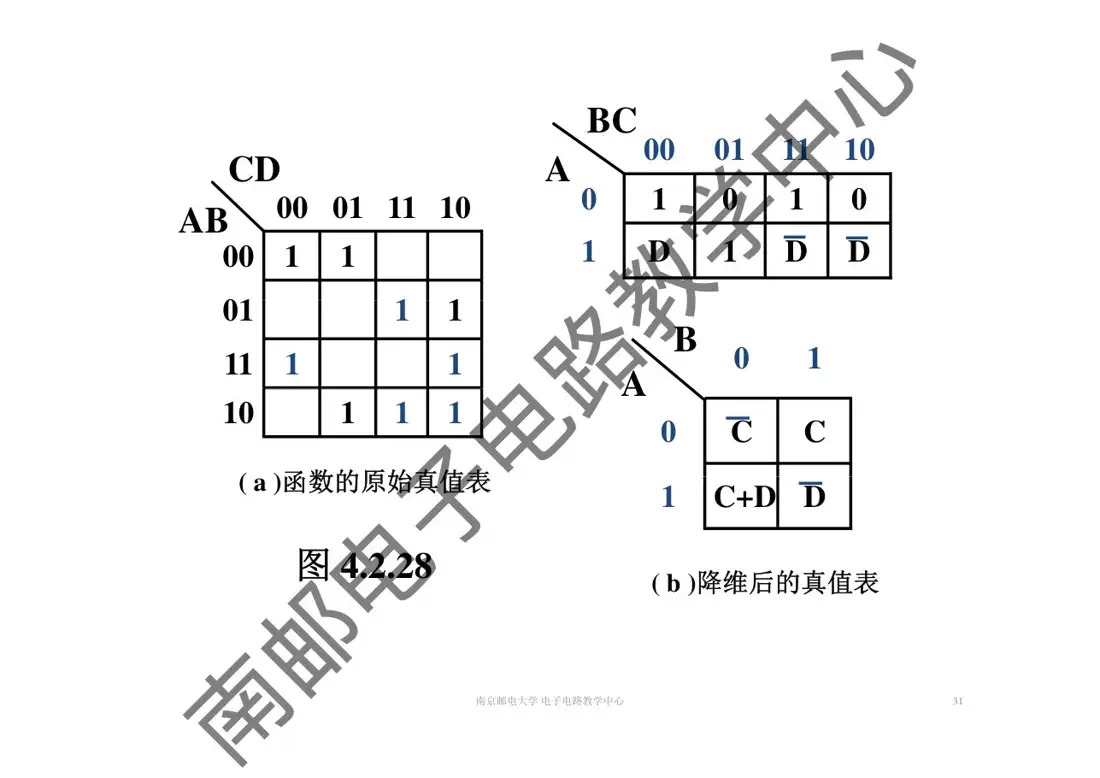 CD
AB
00 01 11 10
00 1 1
01 1 1
11 1 1
10 1 1 1
( a )函数的原始真值表
图 4.2.28
BC
A
00 01 11 10
0 1 0 1 0
1 D 1 D̅ D̅
B
A
0 1
0 C̅ C
1 C+D D̅
( b )降维后的真值表
南邮电子电路教学中心
南京邮电大学 电子电路教学中心
31